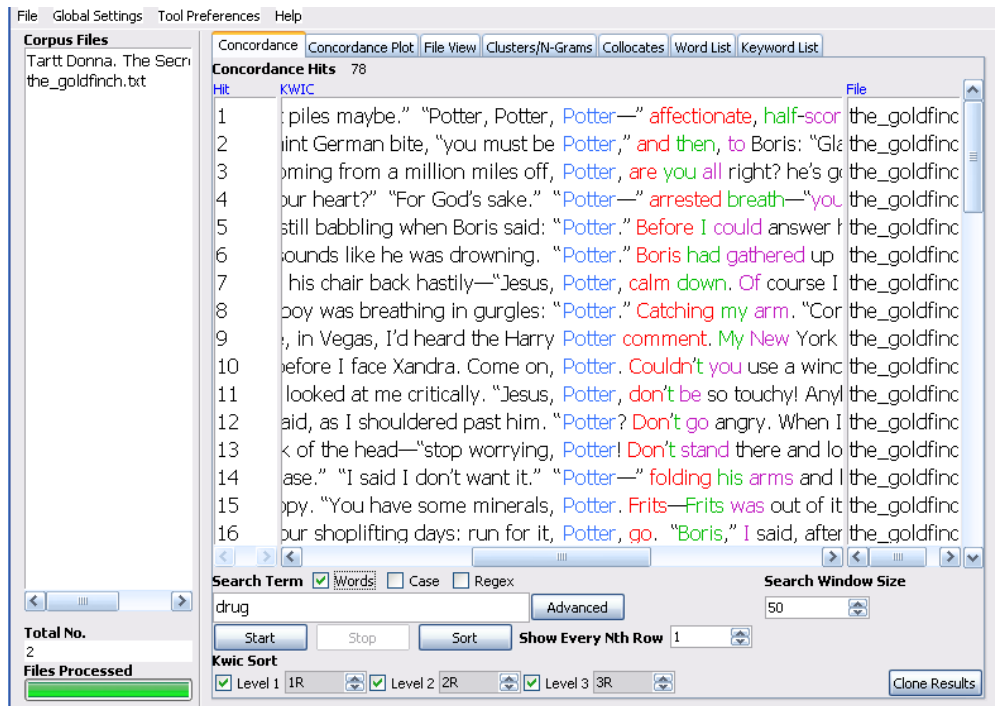 File Global Settings Tool Preferences Help
Corpus Files
Tartt Donna. The Secr
the_goldfinch.txt
Total No.
2
Files Processed
Concordance Concordance Plot File View Clusters/N-Grams Collocates Word List Keyword List
Concordance Hits 78
Hit KWIC File
1 piles maybe.” “Potter, Potter, Potter—” affectionate, half-scor the_goldfinc
2 int German bite, “you must be Potter,” and then, to Boris: “Gla the_goldfinc
3 oming from a million miles off, Potter, are you all right? he’s go the_goldfinc
4 our heart?” “For God’s sake.” “Potter—” arrested breath—“you the_goldfinc
5 still babbling when Boris said: “Potter.” Before I could answer h the_goldfinc
6 sounds like he was drowning. “Potter.” Boris had gathered up the_goldfinc
7 his chair back hastily—“Jesus, Potter, calm down. Of course I the_goldfinc
8 boy was breathing in gurgles: “Potter.” Catching my arm. “Cor the_goldfinc
9 , in Vegas, I’d heard the Harry Potter comment. My New York the_goldfinc
10 before I face Xandra. Come on, Potter. Couldn’t you use a winc the_goldfinc
11 looked at me critically. “Jesus, Potter, don’t be so touchy! Anyl the_goldfinc
12 aid, as I shouldered past him. “Potter? Don’t go angry. When I the_goldfinc
13 k of the head—“stop worrying, Potter! Don’t stand there and lo the_goldfinc
14 ase.” “I said I don’t want it.” “Potter—” folding his arms and l the_goldfinc
15 ppy. “You have some minerals, Potter. Frits—Frits was out of it the_goldfinc
16 our shoplifting days: run for it, Potter, go. “Boris,” I said, after the_goldfinc
Search Term Words Case Regex Search Window Size
drug Advanced 50
Start Stop Sort Show Every Nth Row 1
Kwic Sort
Level 1 1R Level 2 2R Level 3 3R Clone Results